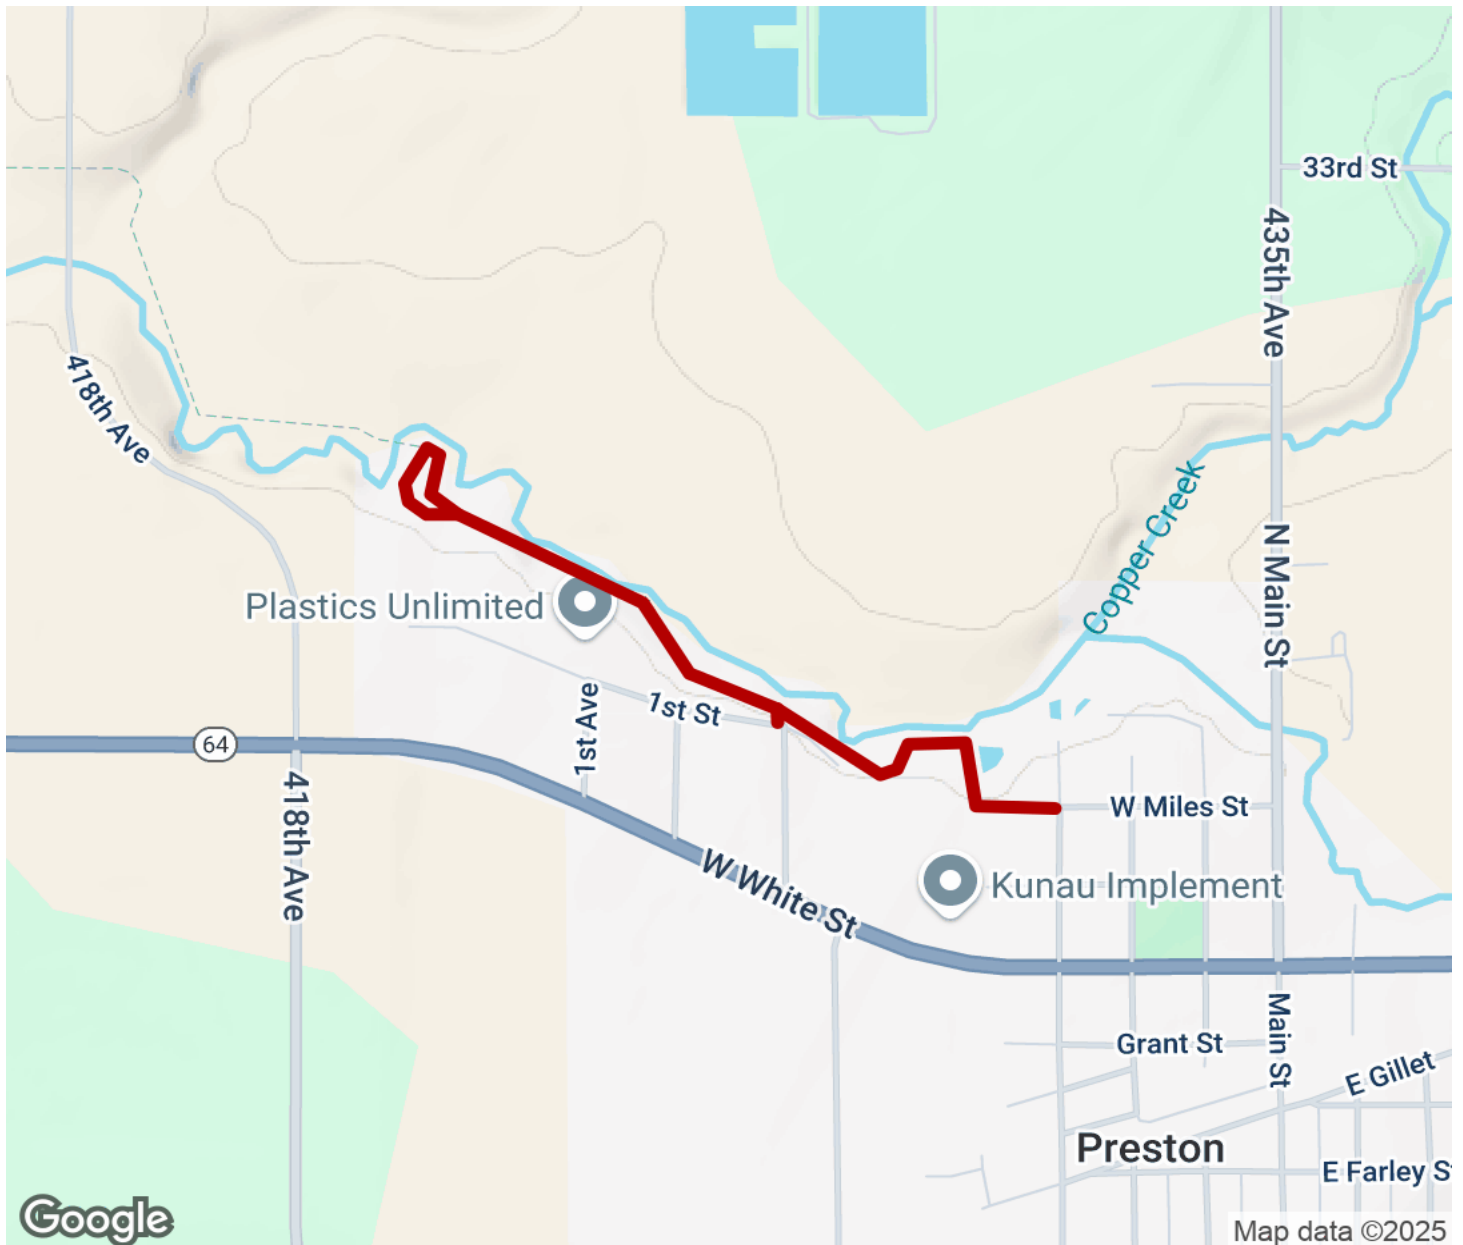 33rd St
435th Ave
418th Ave
Copper Creek
N Main St
Plastics Unlimited
1st Ave
1st St
64
418th Ave
W Miles St
W White St
Kunau Implement
Main St
Grant St
E Gillet
Preston
E Farley S
Google
Map data ©2025